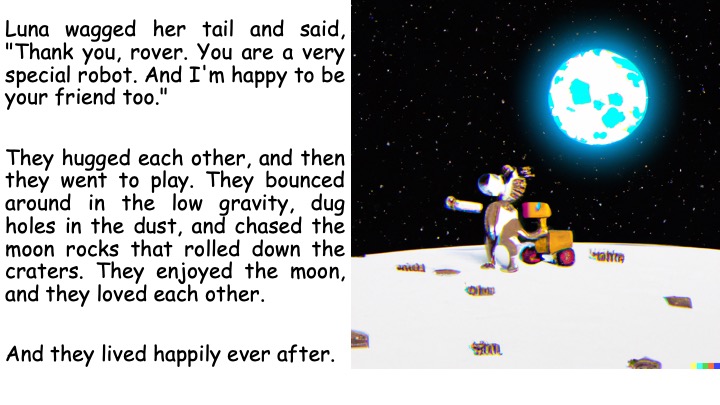 Luna wagged her tail and said,
"Thank you, rover. You are a very
special robot. And I'm happy to be
your friend too."
They hugged each other, and then
they went to play. They bounced
around in the low gravity, dug
holes in the dust, and chased the
moon rocks that rolled down the
craters. They enjoyed the moon,
and they loved each other.
And they lived happily ever after.